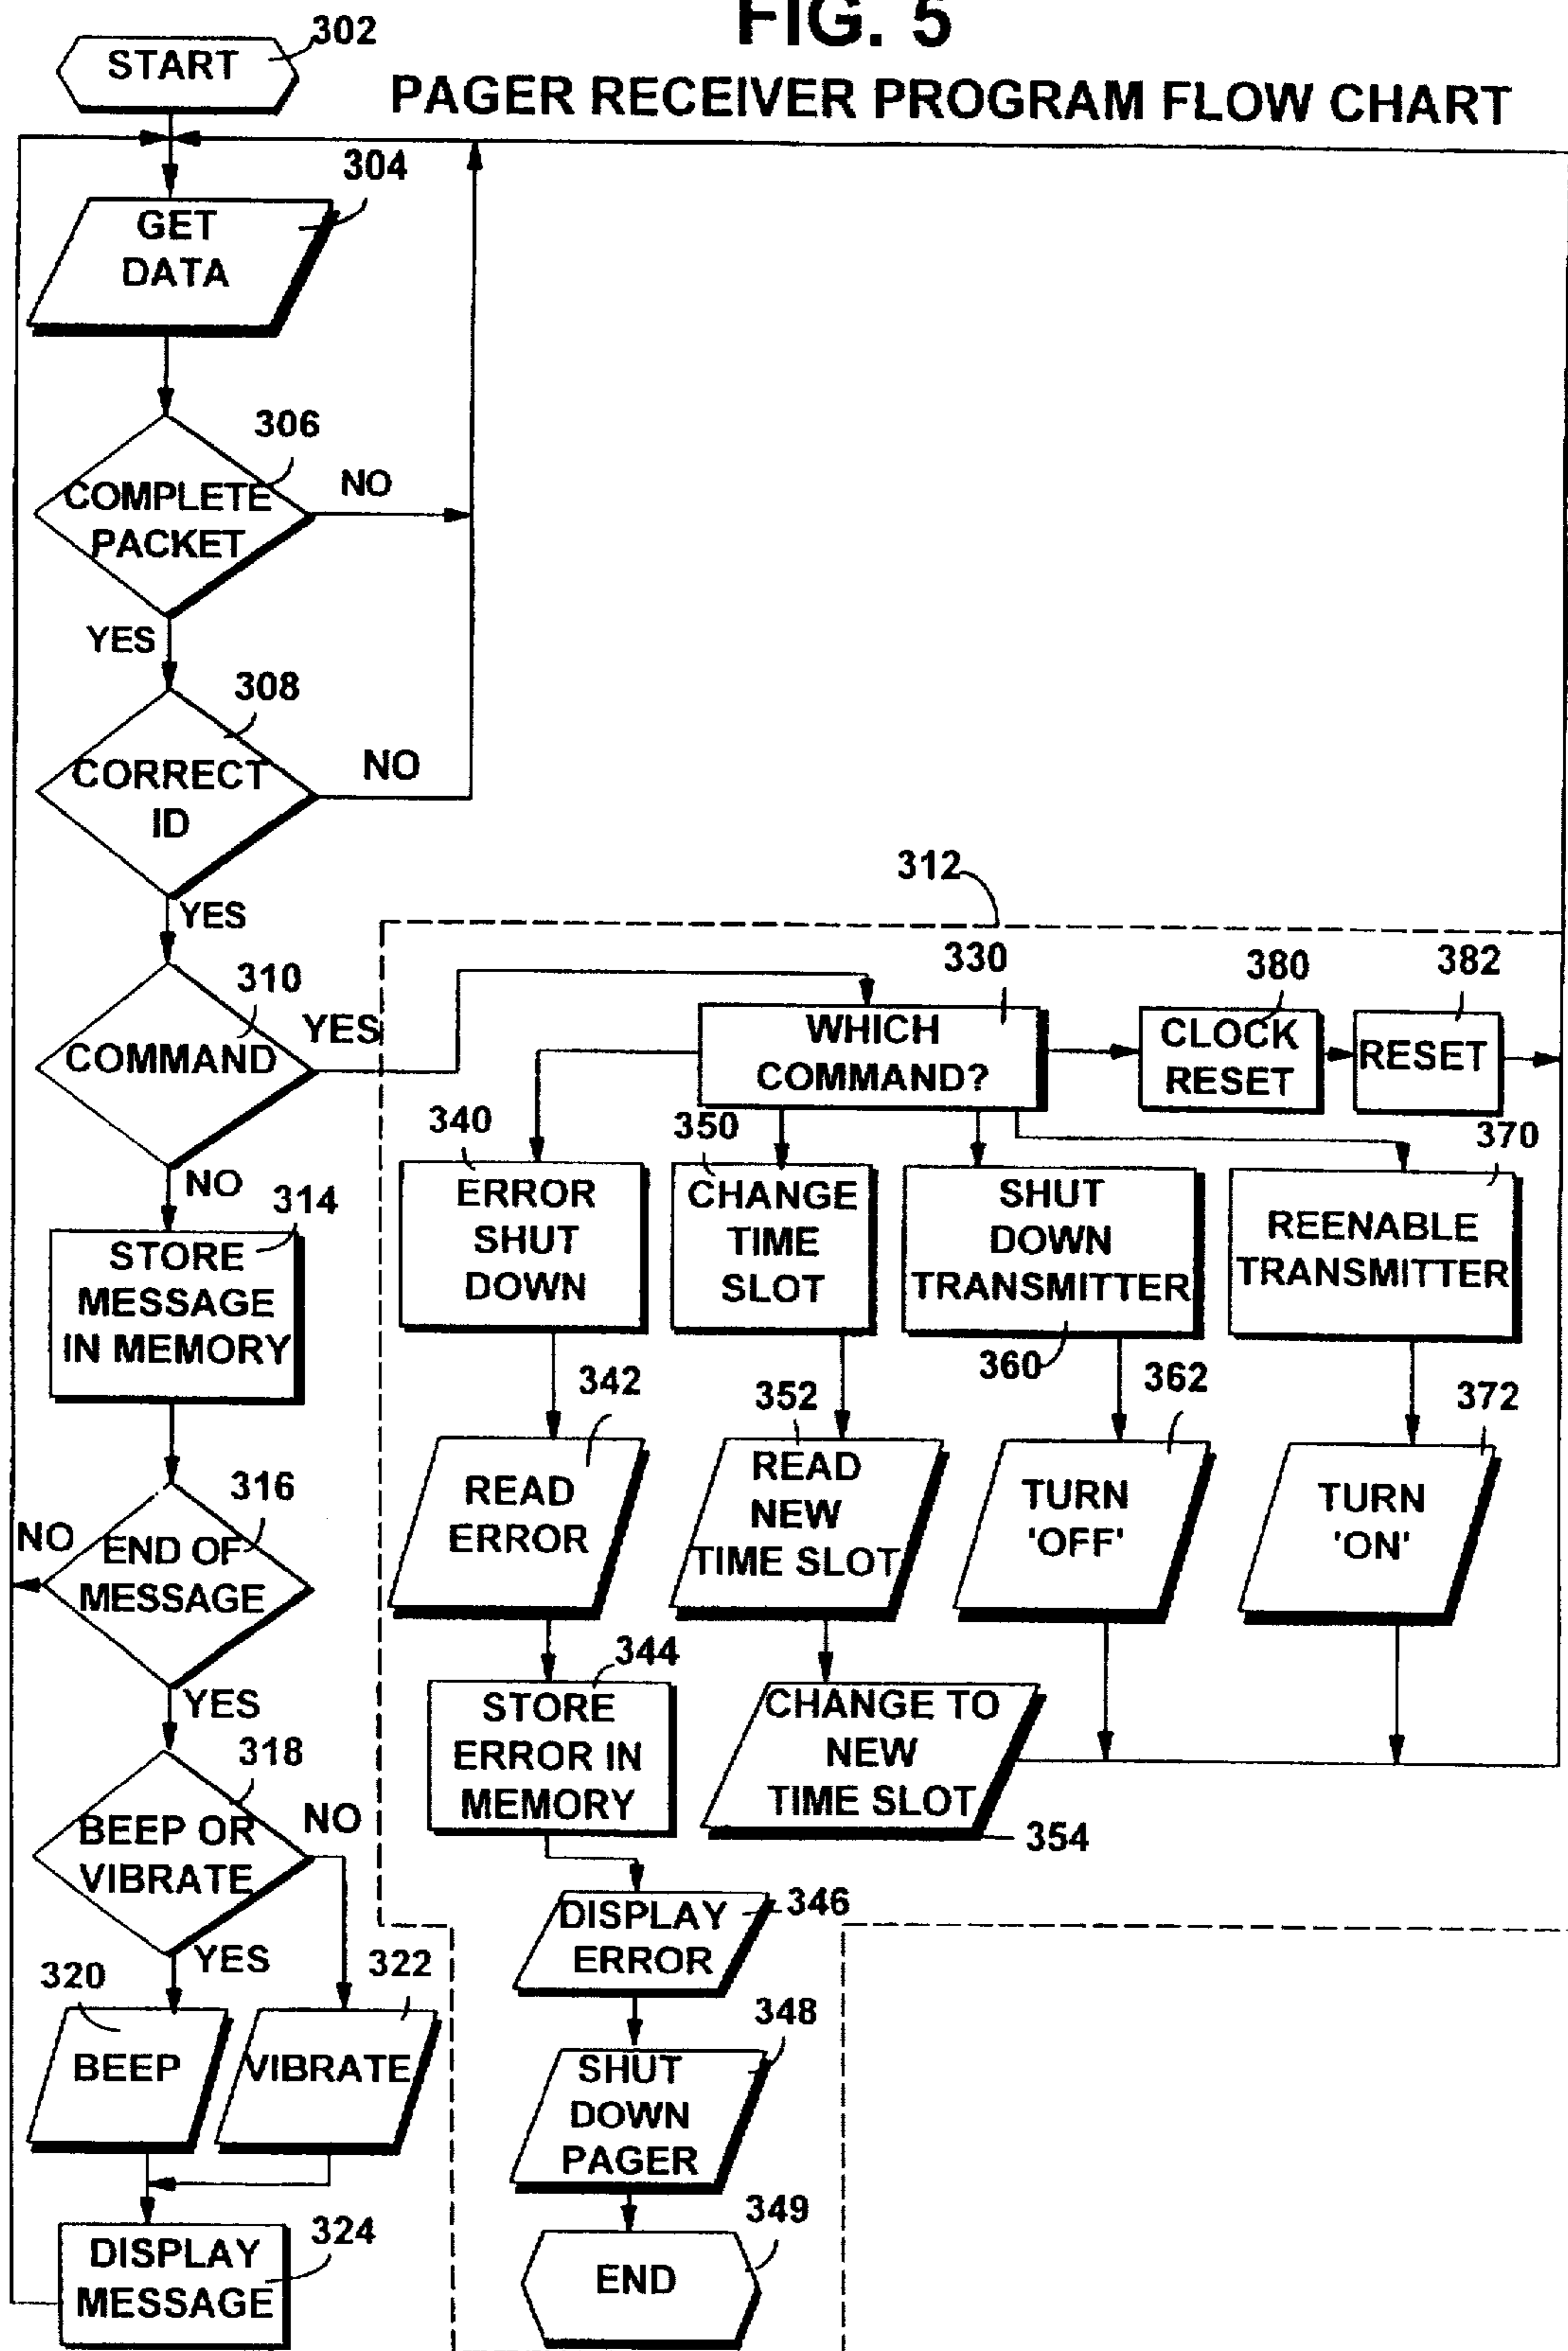 FIG. 5
PAGER RECEIVER PROGRAM FLOW CHART
302
START
304
GET
DATA
306
COMPLETE
PACKET
NO
YES
308
CORRECT
ID
NO
YES
310
COMMAND
YES
NO
314
STORE
MESSAGE
IN MEMORY
316
END OF
MESSAGE
NO
YES
318
BEEP OR
VIBRATE
NO
YES
320
BEEP
322
VIBRATE
324
DISPLAY
MESSAGE
312
330
WHICH
COMMAND?
380
CLOCK
RESET
382
RESET
340
ERROR
SHUT
DOWN
350
CHANGE
TIME
SLOT
SHUT
DOWN
TRANSMITTER
360
370
REENABLE
TRANSMITTER
342
READ
ERROR
352
READ
NEW
TIME SLOT
362
TURN
'OFF'
372
TURN
'ON'
344
STORE
ERROR IN
MEMORY
CHANGE TO
NEW
TIME SLOT
354
346
DISPLAY
ERROR
348
SHUT
DOWN
PAGER
349
END